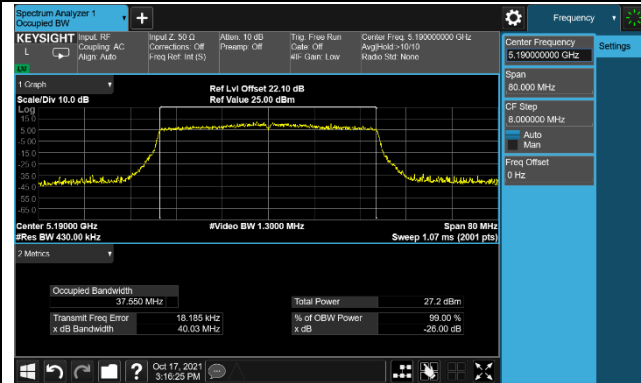 Spectrum Analyzer 1
Occupied BW
Frequency
KEYSIGHT
L
Input: RF
Coupling: AC
Align: Auto
Input Z: 50 Ω
Corrections: Off
Freq Ref: Int (S)
Atten: 10 dB
Preamp: Off
Trig: Free Run
Gate: Off
#IF Gain: Low
Center Freq: 5.190000000 GHz
Avg|Hold:>10/10
Radio Std: None
LXI
Center Frequency
5.190000000 GHz
Settings
Span
80.000 MHz
CF Step
8.000000 MHz
Auto
Man
Freq Offset
0 Hz
1 Graph
Scale/Div 10.0 dB
Ref Lvl Offset 22.10 dB
Ref Value 25.00 dBm
Log
15.0
5.00
-5.00
-15.0
-25.0
-35.0
-45.0
-55.0
-65.0
Center 5.19000 GHz
#Res BW 430.00 kHz
#Video BW 1.3000 MHz
Span 80 MHz
Sweep 1.07 ms (2001 pts)
2 Metrics
Occupied Bandwidth
37.550 MHz
Total Power 27.2 dBm
Transmit Freq Error 18.185 kHz
% of OBW Power 99.00 %
x dB Bandwidth 40.03 MHz
x dB -26.00 dB
Oct 17, 2021
3:16:25 PM